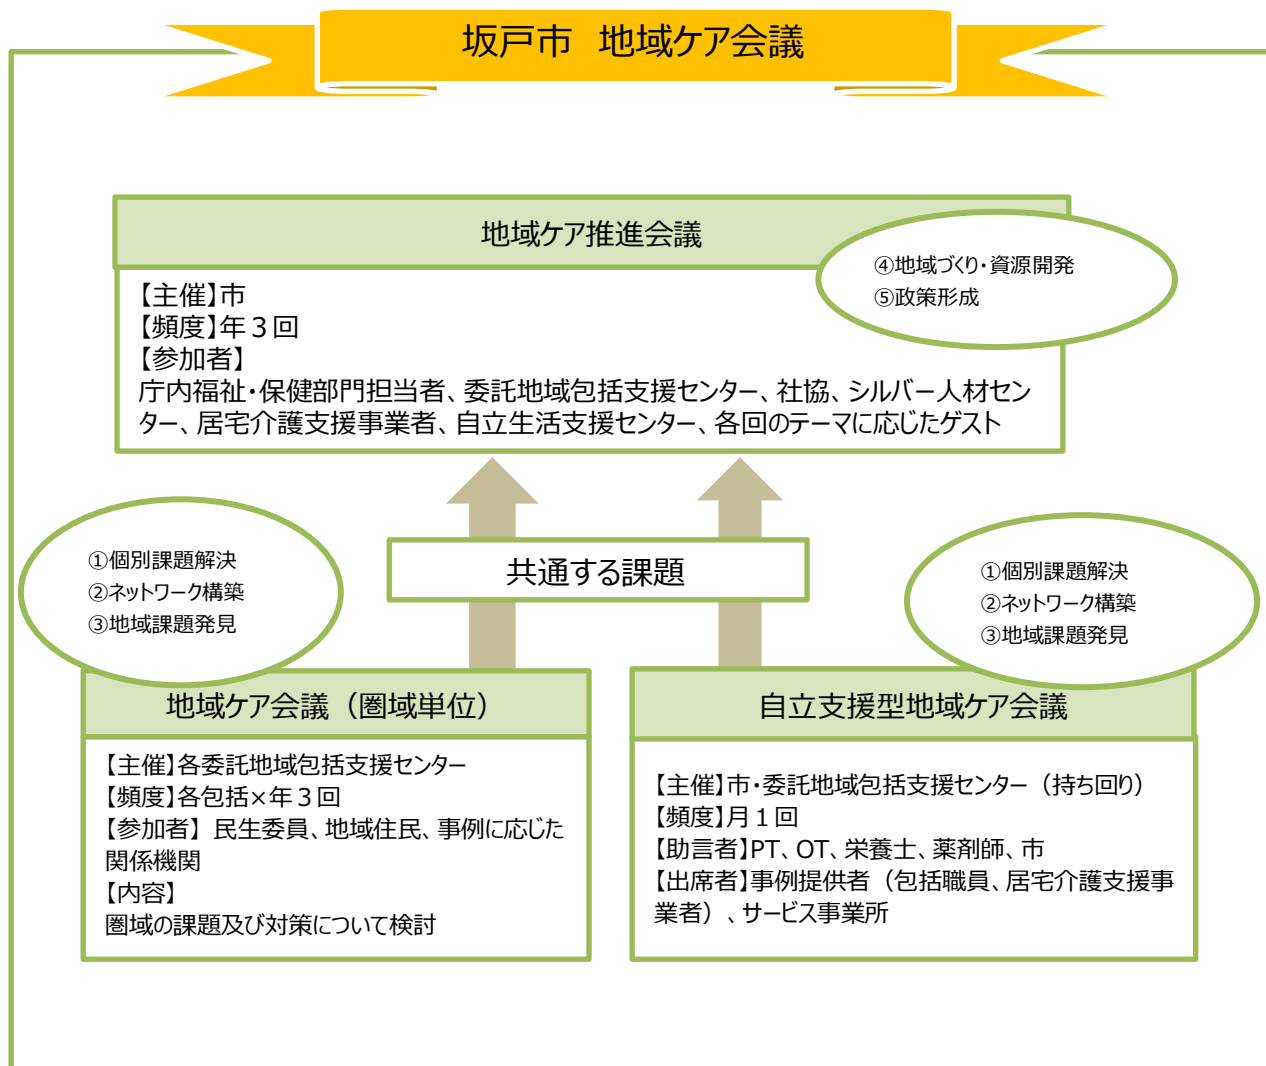 坂戸市　地域ケア会議
地域ケア推進会議
④地域づくり・資源開発
⑤政策形成
【主催】市
【頻度】年３回
【参加者】
庁内福祉・保健部門担当者、委託地域包括支援センター、社協、シルバー人材セン
ター、居宅介護支援事業者、自立生活支援センター、各回のテーマに応じたゲスト
共通する課題
①個別課題解決
②ネットワーク構築
③地域課題発見
地域ケア会議（圏域単位）
【主催】各委託地域包括支援センター
【頻度】各包括×年３回
【参加者】 民生委員、地域住民、事例に応じた
関係機関
【内容】
圏域の課題及び対策について検討
①個別課題解決
②ネットワーク構築
③地域課題発見
自立支援型地域ケア会議
【主催】市・委託地域包括支援センター（持ち回り）
【頻度】月１回
【助言者】PT、OT、栄養士、薬剤師、市
【出席者】事例提供者（包括職員、居宅介護支援事
業者）、サービス事業所